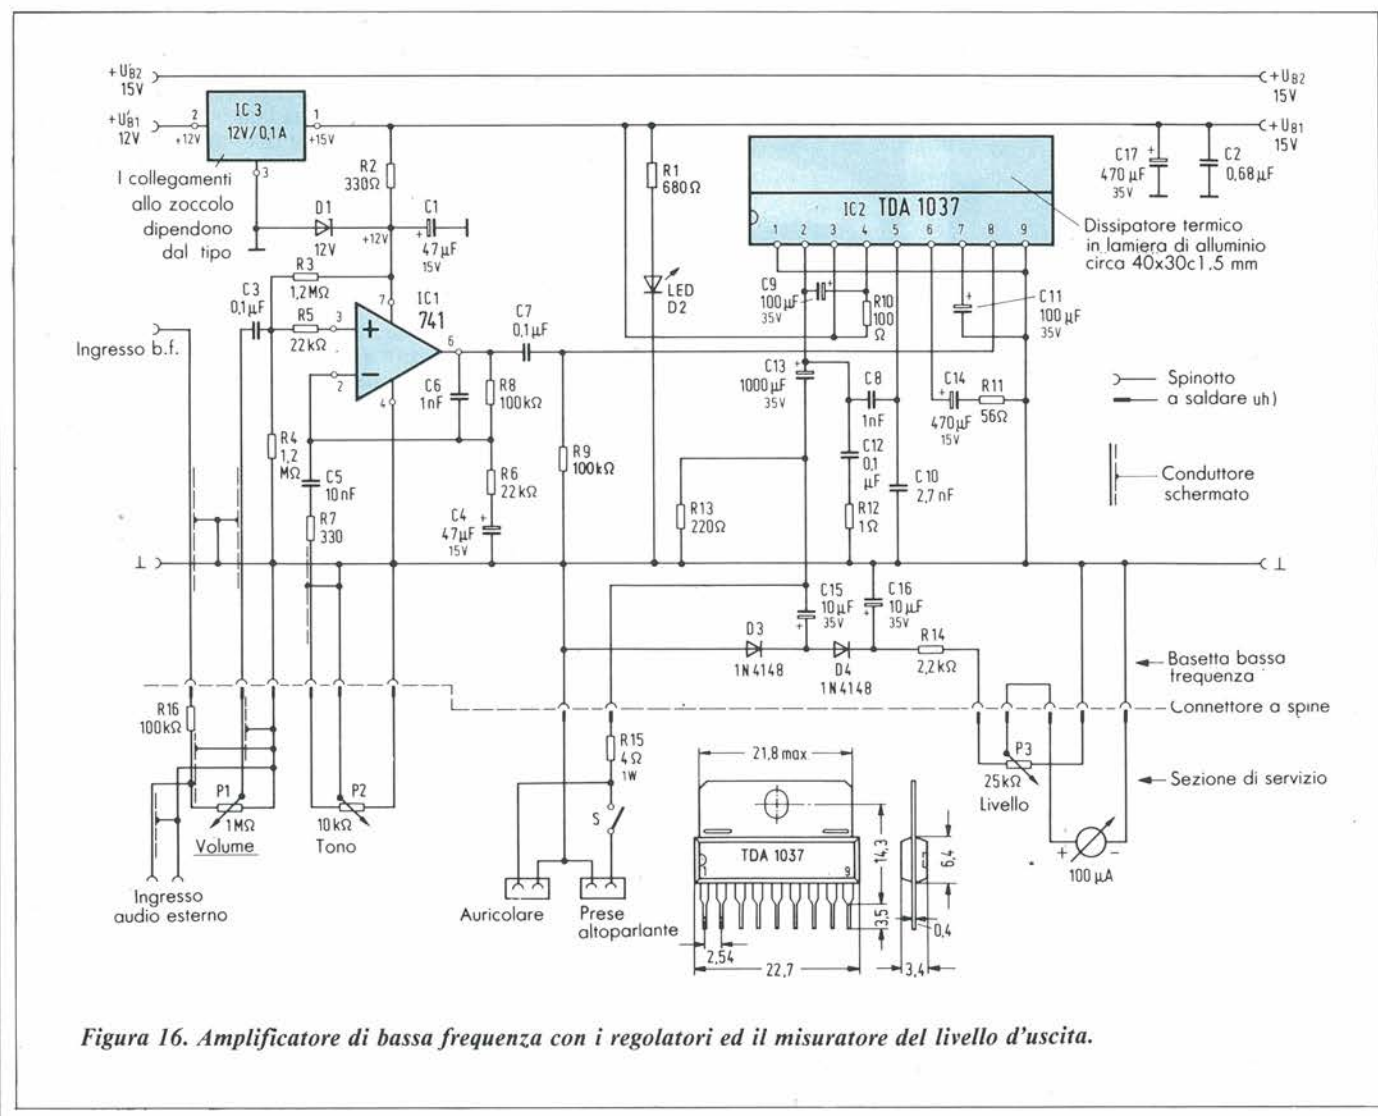 +U'B2
15V
+U'B1
12V
2
+12V
IC 3
12V/0,1A
1
+15V
3
I collegamenti
allo zoccolo
dipendono
dal tipo
R2
330Ω
D1
12V
+12V
C1
+
47µF
15V
R3
1,2MΩ
C3
0,1µF
R5
22kΩ
3
7
IC1
741
+
–
2
4
6
Ingresso b.f.
C7
0,1µF
C6
1nF
R8
100kΩ
R4
1,2
MΩ
C5
10nF
R7
330
R6
22kΩ
C4
+
47µF
15V
R9
100kΩ
R1
680Ω
LED
D2
IC2 TDA 1037
1 2 3 4 5 6 7 8 9
C9
+
100µF
35V
R10
100
Ω
+
C11
100µF
35V
C13
+
1000µF
35V
C8
1nF
C12
0,1
µF
R12
1Ω
C10
2,7nF
C14
+
470µF
15V
R11
56Ω
R13
220Ω
C+UB2
15V
C+UB1
15V
C17
+
470µF
35V
C2
0,68µF
Dissipatore termico
in lamiera di alluminio
circa 40x30c1.5 mm
Spinotto
a saldare uh)
Conduttore
schermato
⊥
⊥
C15
10µF
35V
+
C16
10µF
35V
+
D3
1N4148
D4
1N4148
R14
2,2kΩ
Basetta bassa
frequenza
Connettore a spine
Sezione di servizio
R16
100kΩ
P1
1MΩ
Volume
P2
10kΩ
Tono
Ingresso
audio esterno
R15
4Ω
1W
S
Auricolare
Prese
altoparlante
21,8 max.
TDA 1037
1
9
2,54
22,7
14,3
3,5
6,4
0,4
3,4
P3
25kΩ
Livello
+
–
100µA
Figura 16. Amplificatore di bassa frequenza con i regolatori ed il misuratore del livello d'uscita.